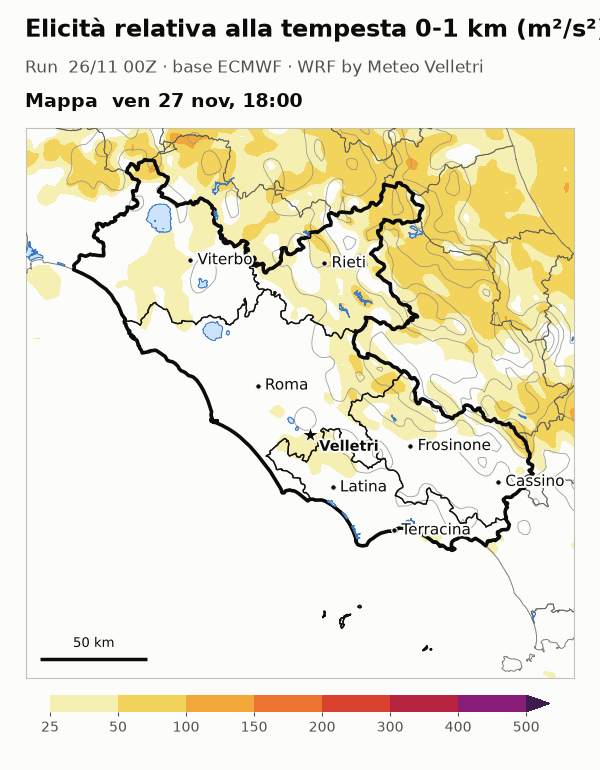 Elicità relativa alla tempesta 0-1 km (m²/s²)
Run 26/11 00Z · base ECMWF · WRF by Meteo Velletri
Mappa ven 27 nov, 18:00
Viterbo
Rieti
Roma
Velletri
Frosinone
Latina
Cassino
Terracina
50 km
25 50 100 150 200 300 400 500